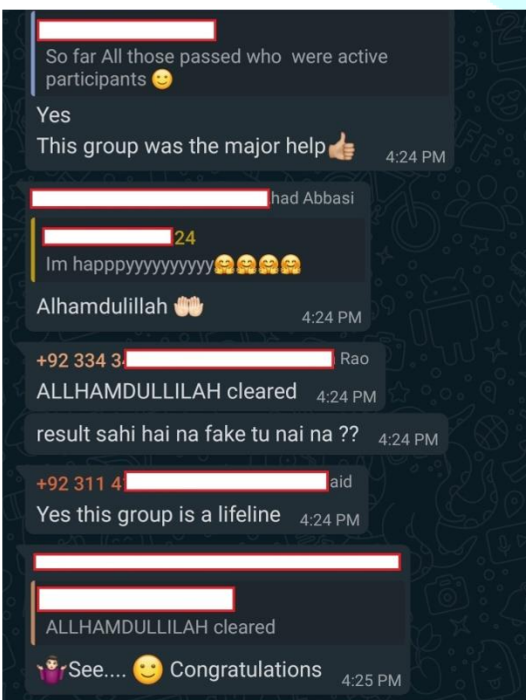 So far All those passed who were active
participants 🙂
Yes
This group was the major help👍🏼
4:24 PM
had Abbasi
24
Im happpyyyyyyyyyy🤗🤗🤗🤗
Alhamdulillah 🤲🏻
4:24 PM
+92 334 3
Rao
ALLHAMDULLILAH cleared 4:24 PM
result sahi hai na fake tu nai na ?? 4:24 PM
+92 311 4
aid
Yes this group is a lifeline 4:24 PM
ALLHAMDULLILAH cleared
🤷🏻‍♀️See.... 🙂 Congratulations 4:25 PM